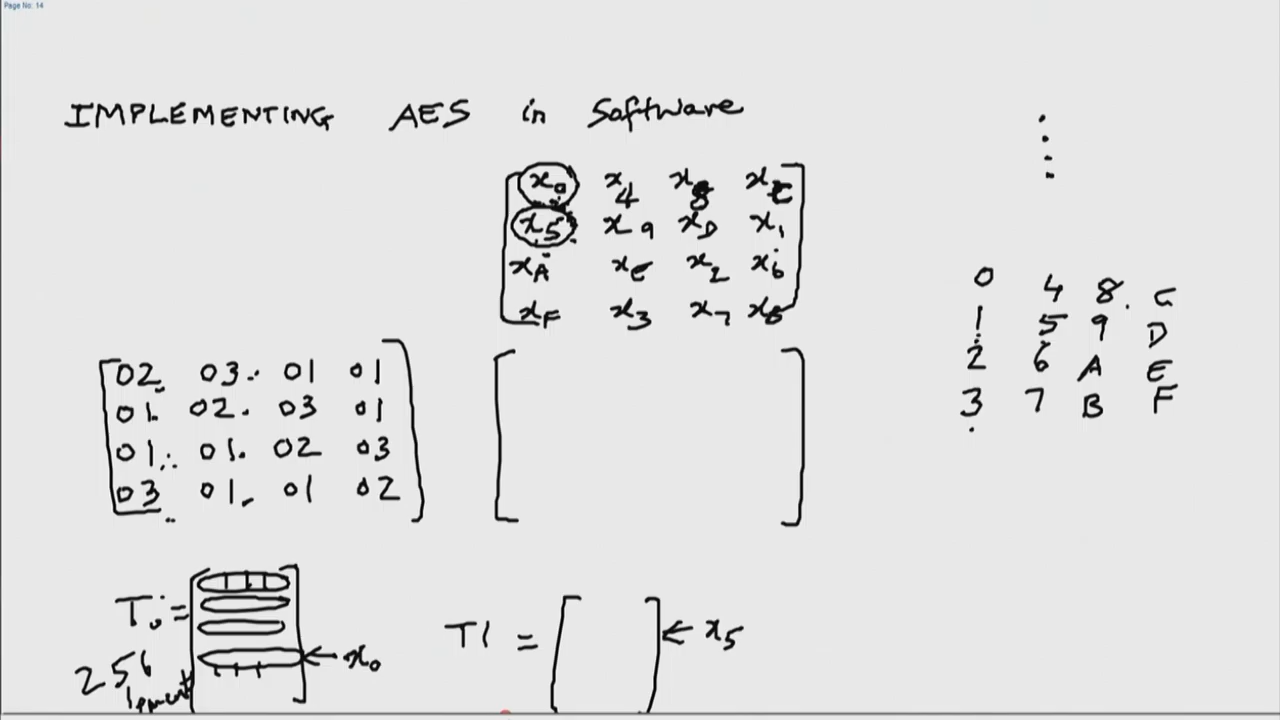 Page No: 14
IMPLEMENTING AES in Software
x0 x4 x8 xC
x5 x9 xD x1
xA xE x2 x6
xF x3 x7 xB
0 4 8 C
1 5 9 D
2 6 A E
3 7 B F
02 03 01 01
01 02 03 01
01 01 02 03
03 01 01 02
T0 =
← x0
256
T1 = ← x5